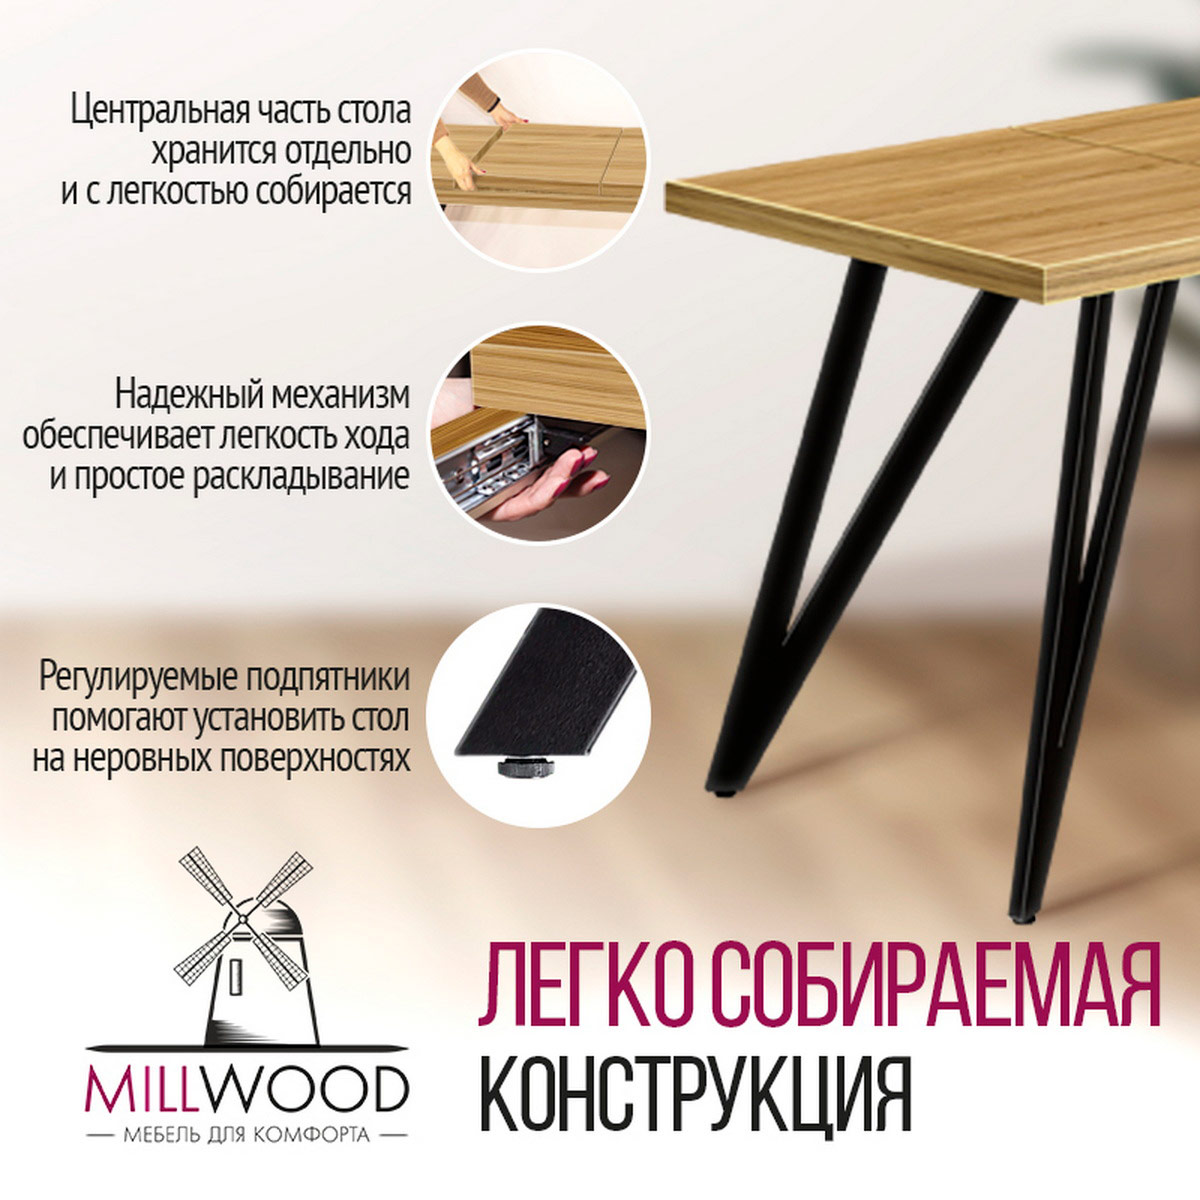 Центральная часть стола
хранится отдельно
и с легкостью собирается
Надежный механизм
обеспечивает легкость хода
и простое раскладывание
Регулируемые подпятники
помогают установить стол
на неровных поверхностях
MILLWOOD
— МЕБЕЛЬ ДЛЯ КОМФОРТА —
ЛЕГКО СОБИРАЕМАЯ
КОНСТРУКЦИЯ